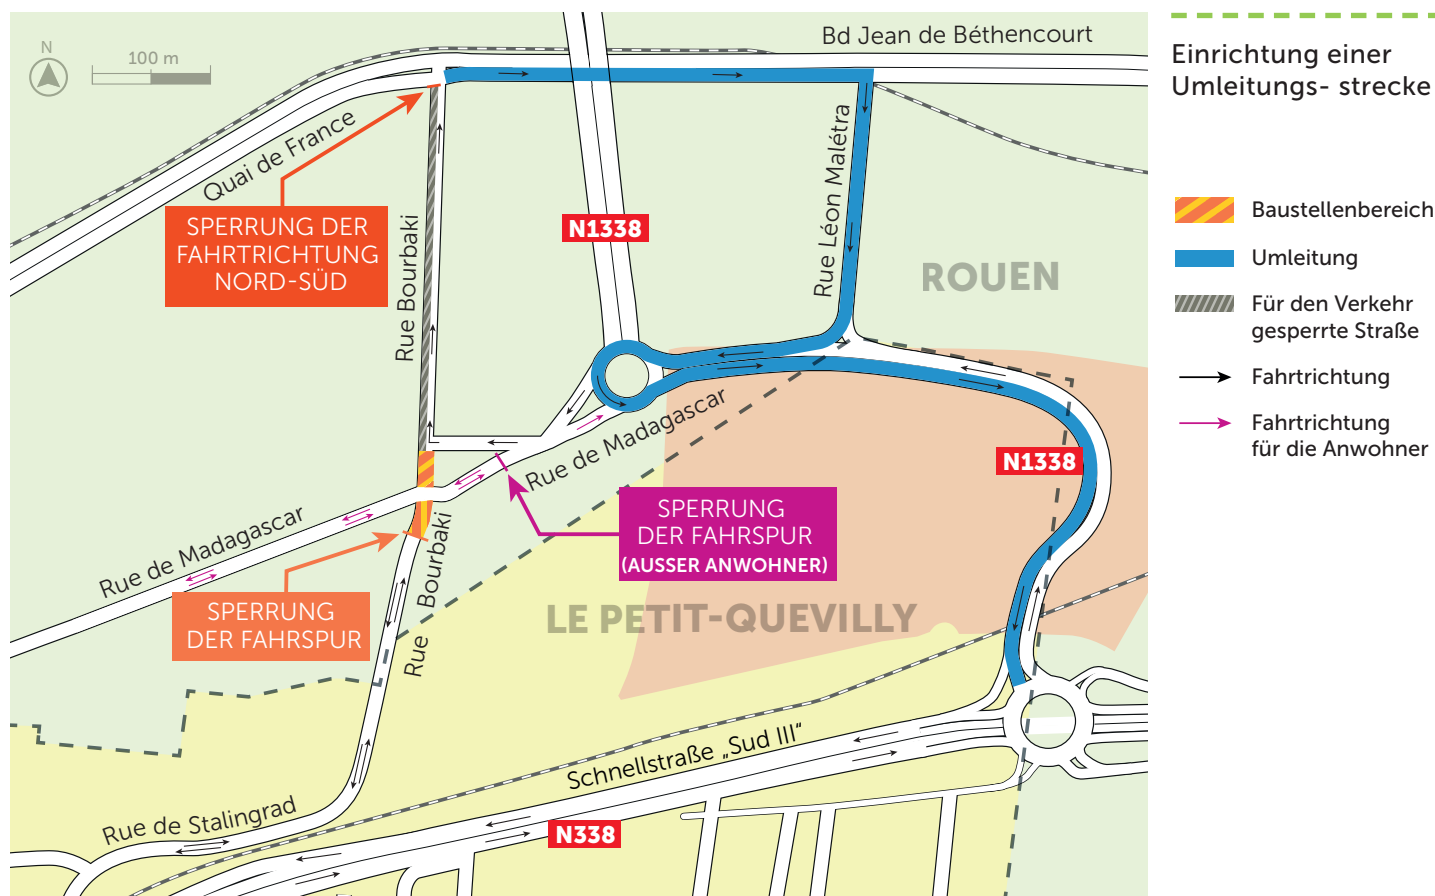 N
100 m
Bd Jean de Béthencourt
Quai de France
SPERRUNG DER
FAHRTRICHTUNG
NORD-SÜD
Rue Bourbaki
N1338
Rue Léon Malétra
ROUEN
Rue de Madagascar
N1338
SPERRUNG
DER FAHRSPUR
(AUSSER ANWOHNER)
Rue de Madagascar
Rue Bourbaki
SPERRUNG
DER FAHRSPUR
LE PETIT-QUEVILLY
Schnellstraße „Sud III“
Rue de Stalingrad
N338
Einrichtung einer
Umleitungs- strecke
Baustellenbereich
Umleitung
Für den Verkehr
gesperrte Straße
Fahrtrichtung
Fahrtrichtung
für die Anwohner